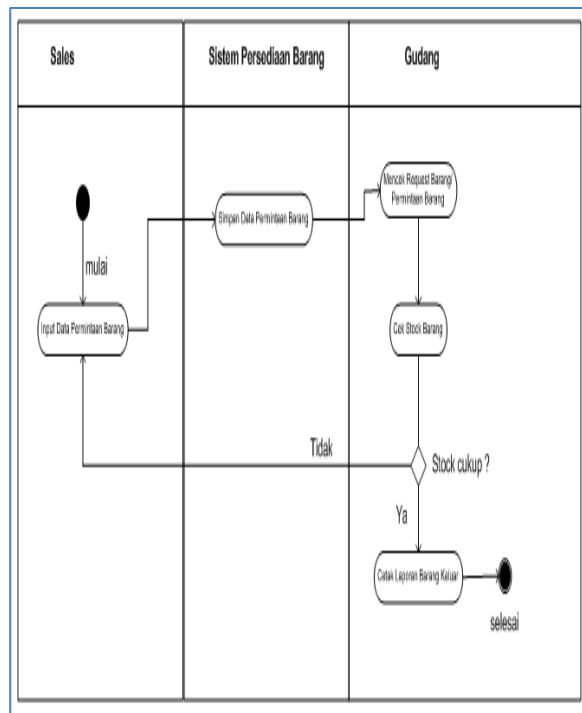 Sales
Sistem Persediaan Barang
Gudang
Mencek Request Barang/
Permintaan Barang
Simpan Data Permintaan Barang
mulai
Input Data Permintaan Barang
Cek Stock Barang
Tidak
Stock cukup ?
Ya
Cetak Laporan Barang Keluar
selesai